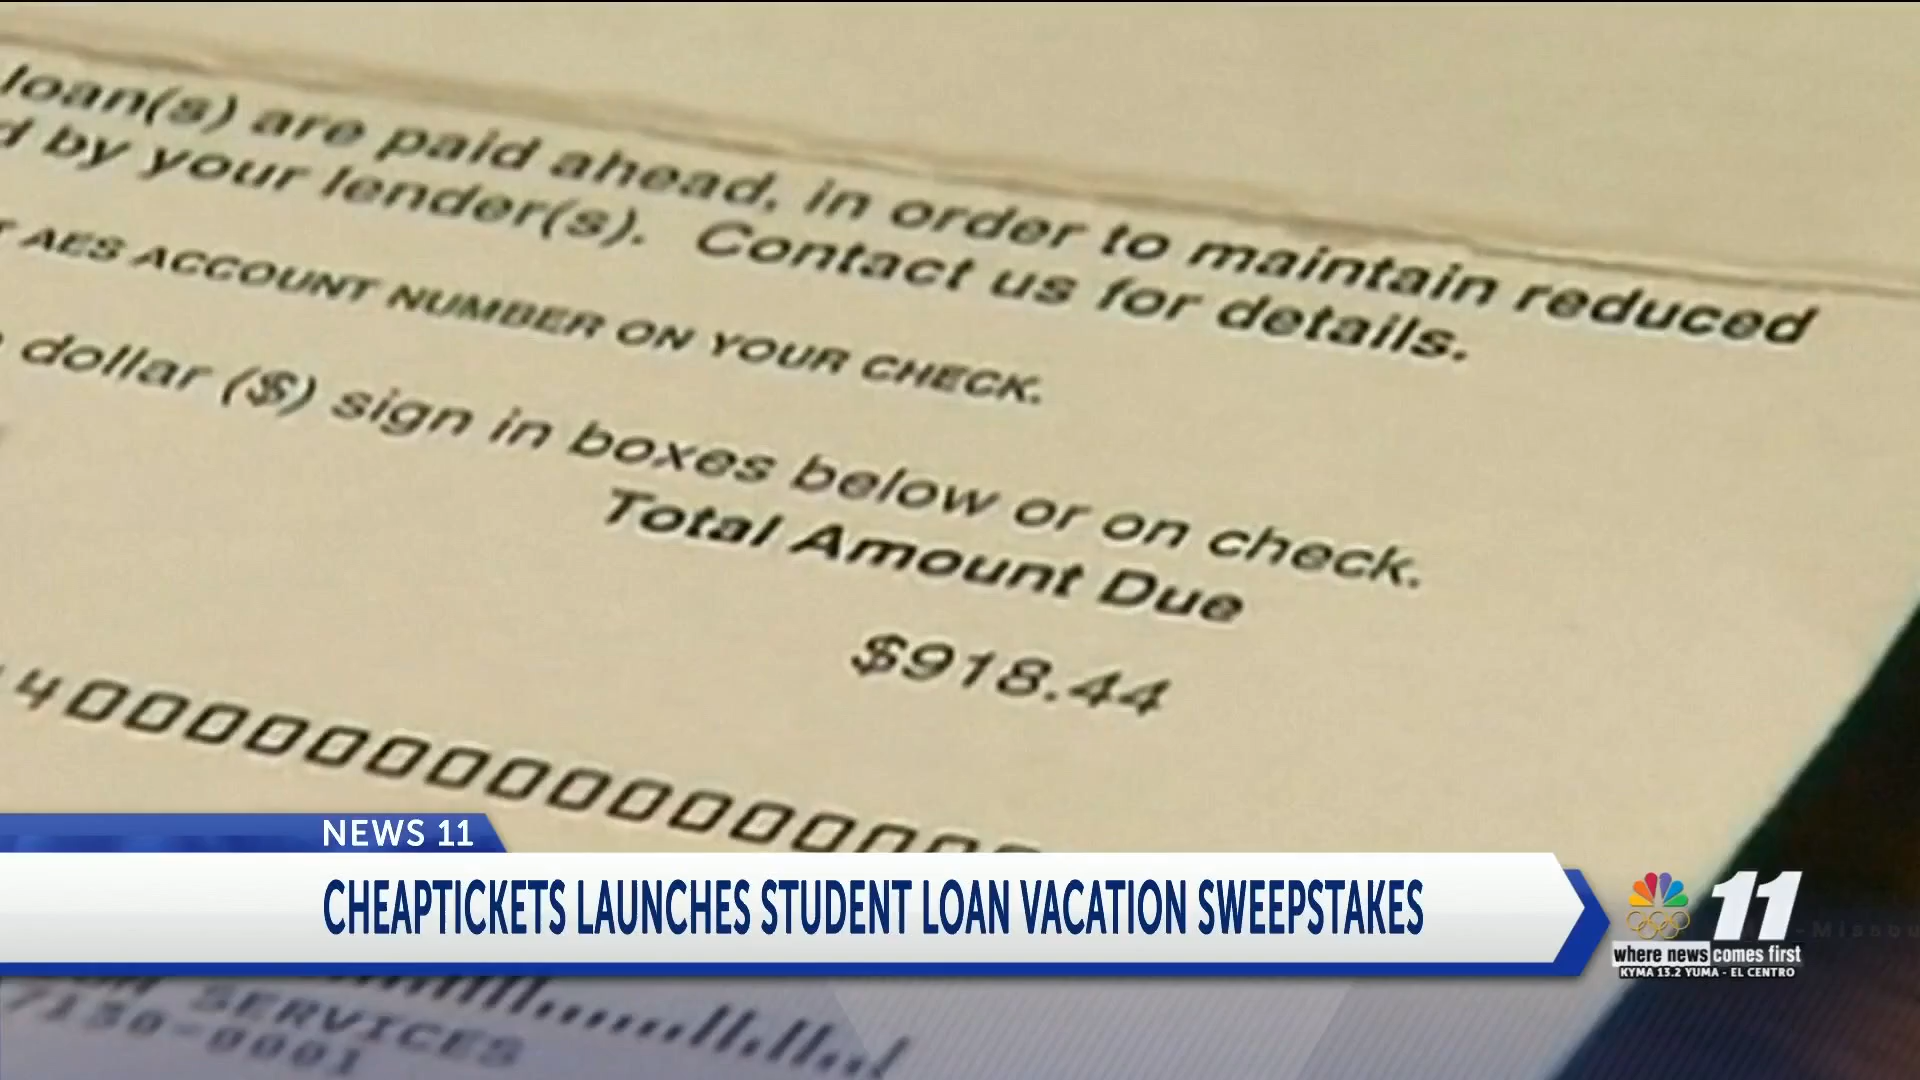 loan(s) are paid ahead, in order to maintain reduced
d by your lender(s). Contact us for details.
T AES ACCOUNT NUMBER ON YOUR CHECK.
dollar ($) sign in boxes below or on check.
Total Amount Due
$918.44
NEWS 11
CHEAPTICKETS LAUNCHES STUDENT LOAN VACATION SWEEPSTAKES
11
where news comes first
KYMA 13.2 YUMA - EL CENTRO
SERVICES
7130-0001